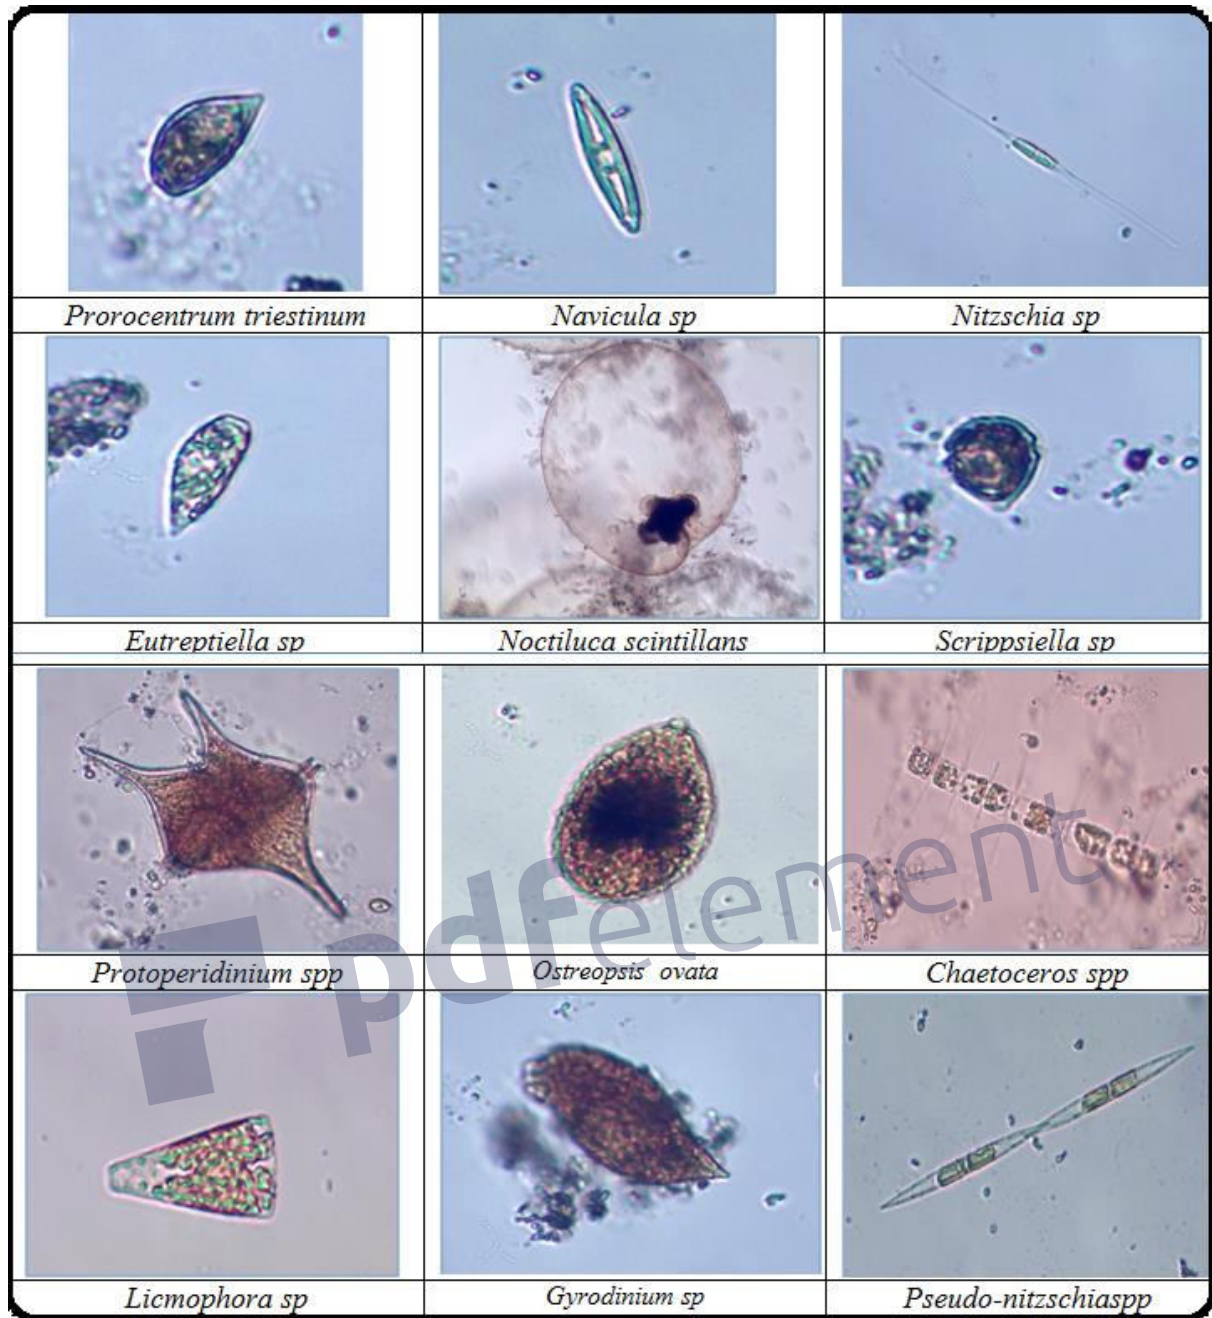 Prorocentrum triestinum
Navicula sp
Nitzschia sp
Eutreptiella sp
Noctiluca scintillans
Scrippsiella sp
Protoperidinium spp
Ostreopsis ovata
Chaetoceros spp
pdfelement
Licmophora sp
Gyrodinium sp
Pseudo-nitzschiaspp